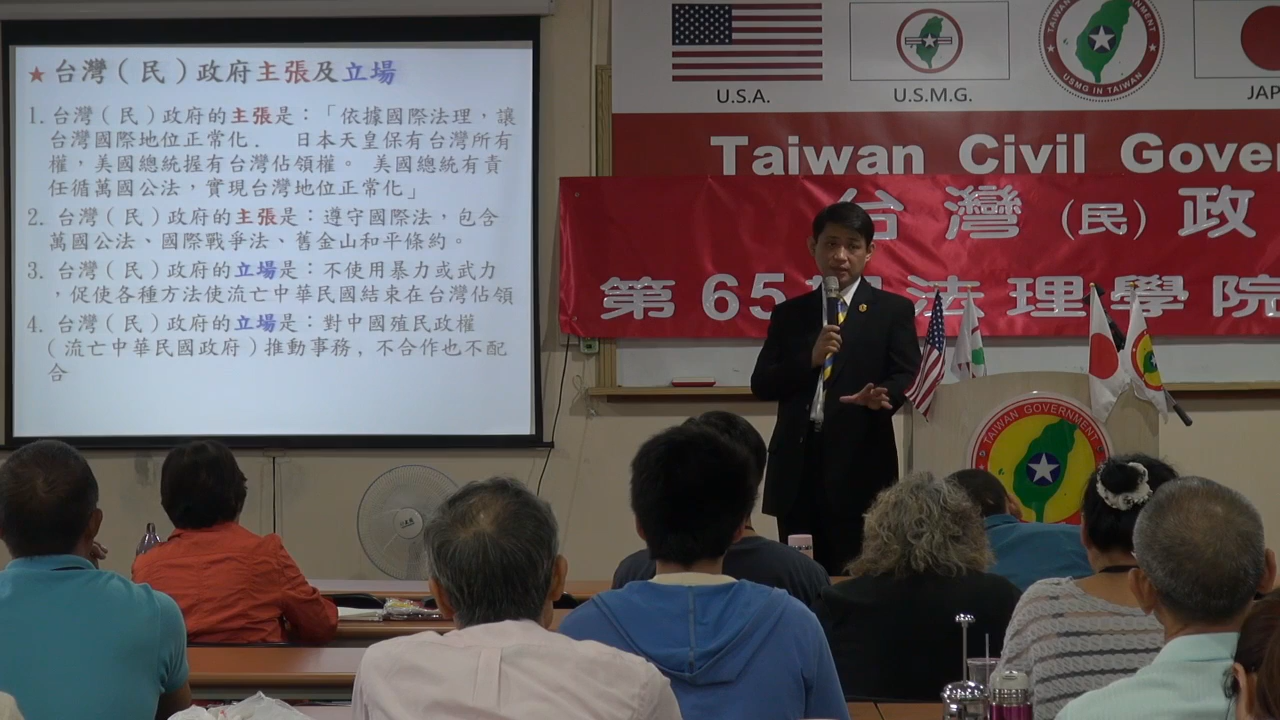 ★ 台灣（民）政府主張及立場
1. 台灣（民）政府的主張是：「依據國際法理，讓
台灣國際地位正常化． 日本天皇保有台灣所有
權，美國總統握有台灣佔領權。 美國總統有責
任循萬國公法，實現台灣地位正常化」
2. 台灣（民）政府的主張是：遵守國際法，包含
萬國公法、國際戰爭法、舊金山和平條約。
3. 台灣（民）政府的立場是：不使用暴力或武力
，促使各種方法使流亡中華民國結束在台灣佔領
4. 台灣（民）政府的立場是：對中國殖民政權
（流亡中華民國政府）推動事務，不合作也不配
合
U.S.A.
U.S.M.G.
TAIWAN GOVERNMENT
USMG IN TAIWAN
JAP
Taiwan Civil Gover
台灣（民）政
第65期法理學院
TAIWAN GOVERNMENT